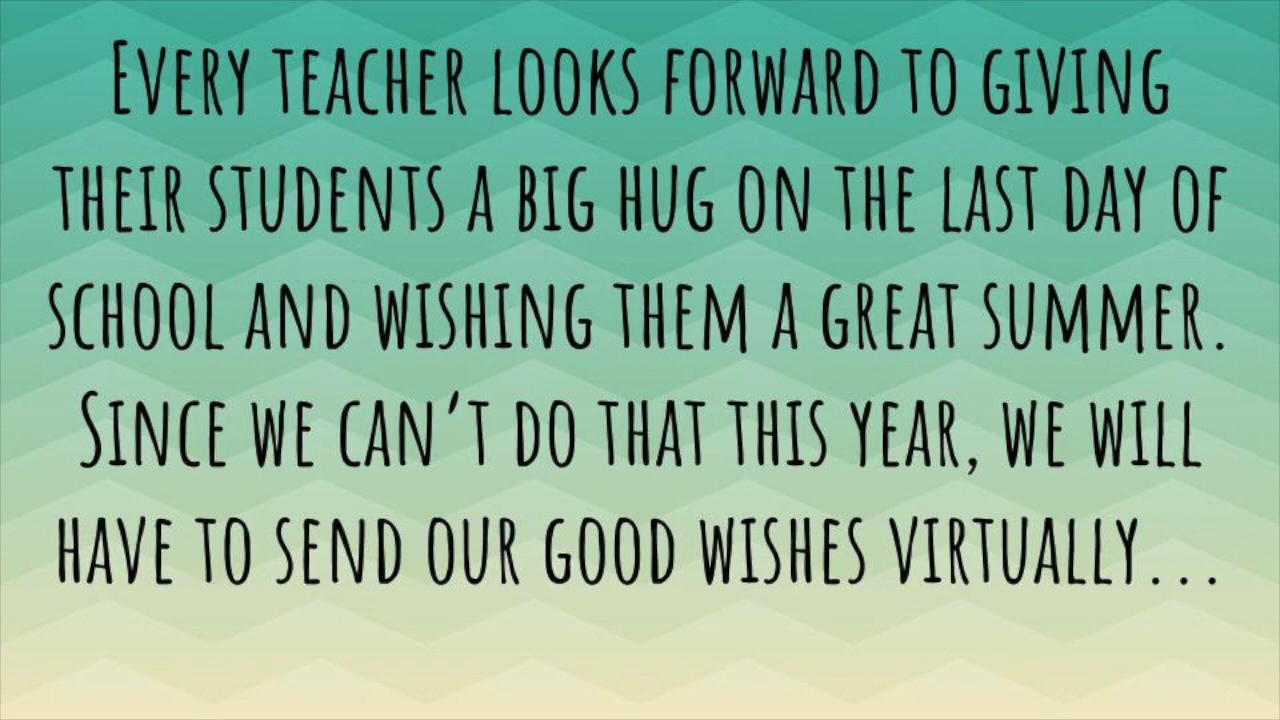 Every teacher looks forward to giving
their students a big hug on the last day of
school and wishing them a great summer.
Since we can't do that this year, we will
have to send our good wishes virtually...